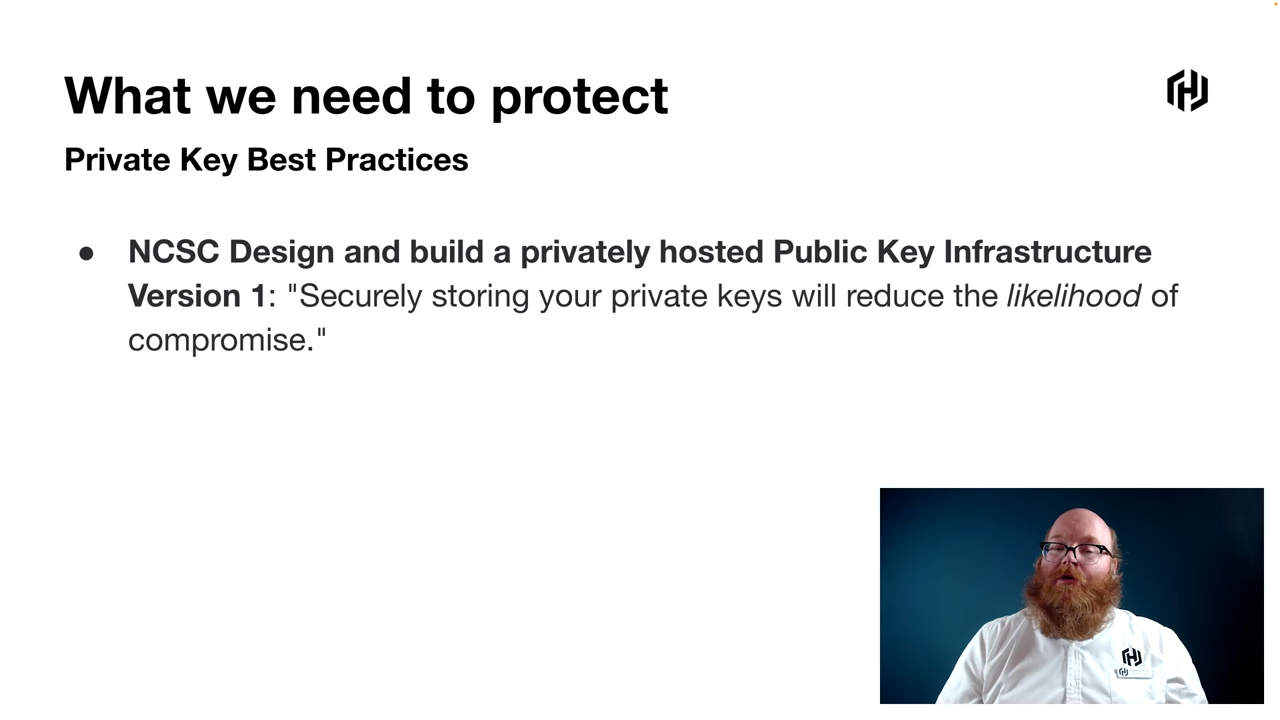 What we need to protect
Private Key Best Practices
● NCSC Design and build a privately hosted Public Key Infrastructure
Version 1: "Securely storing your private keys will reduce the likelihood of
compromise."